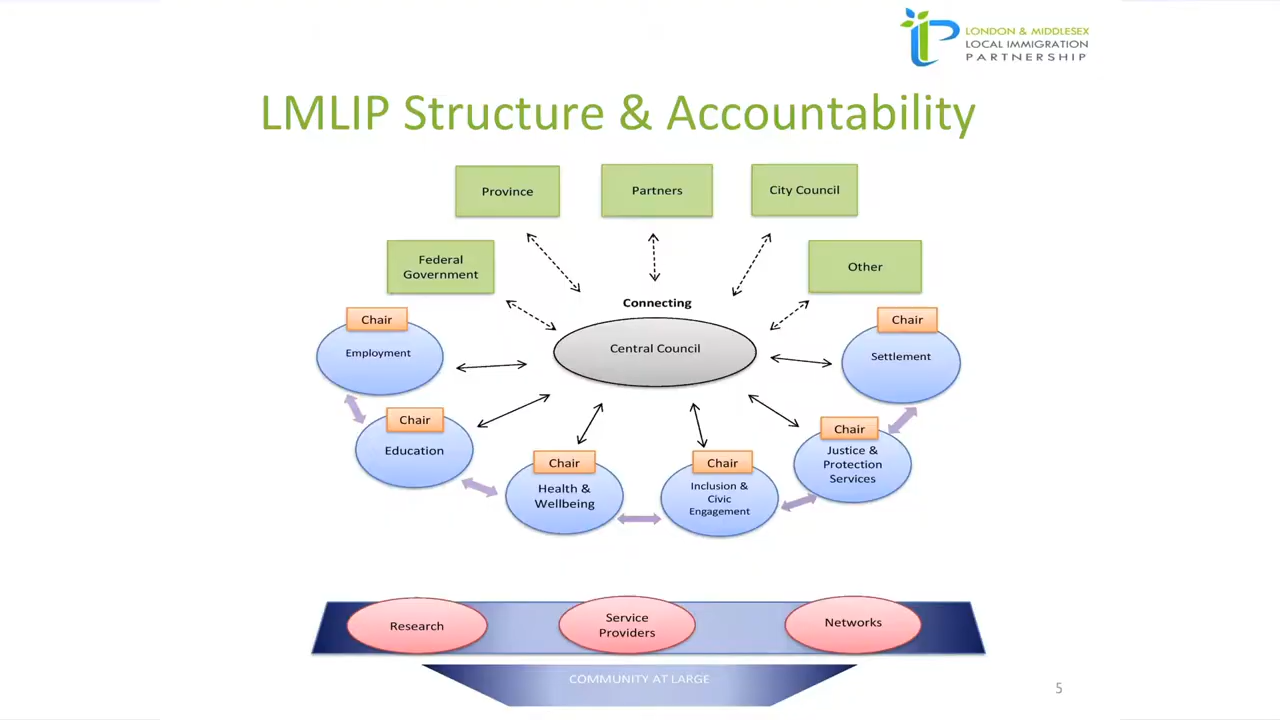 LONDON & MIDDLESEX
LOCAL IMMIGRATION
PARTNERSHIP
LMLIP Structure & Accountability
Province
Partners
City Council
Federal
Government
Other
Connecting
Central Council
Chair
Employment
Chair
Settlement
Chair
Education
Chair
Justice &
Protection
Services
Chair
Health &
Wellbeing
Chair
Inclusion &
Civic
Engagement
Research
Service
Providers
Networks
COMMUNITY AT LARGE
5